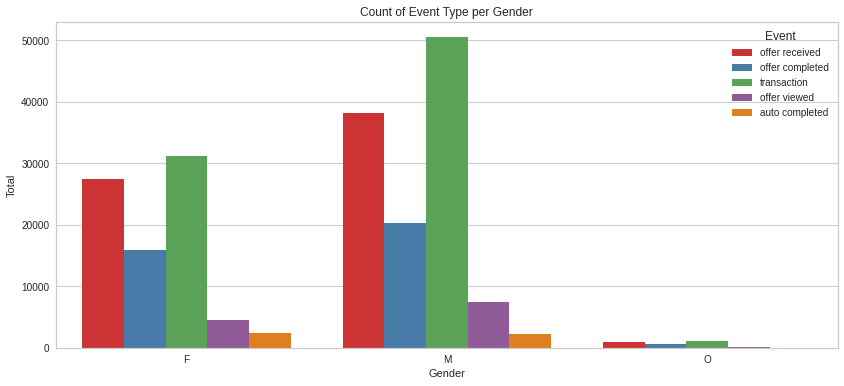 Count of Event Type per Gender
Event
offer received
offer completed
transaction
offer viewed
auto completed
50000
40000
30000
20000
10000
0
Total
F M O
Gender